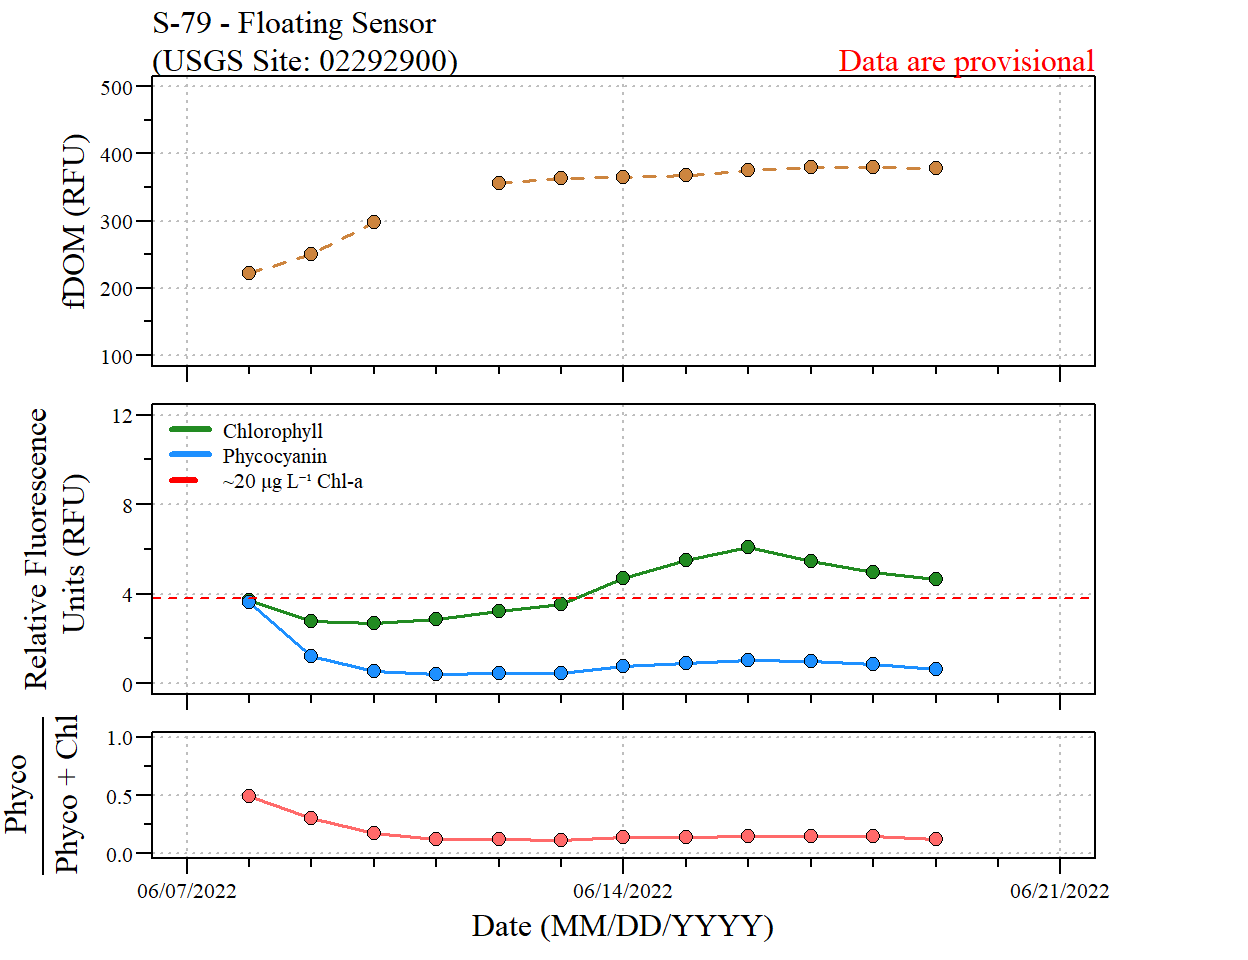 S-79 - Floating Sensor
(USGS Site: 02292900)
Data are provisional
500
400
300
200
100
fDOM (RFU)
12
8
4
0
Relative Fluorescence
Units (RFU)
Chlorophyll
Phycocyanin
~20 µg L⁻¹ Chl-a
1.0
0.5
0.0
Phyco
Phyco + Chl
06/07/2022
06/14/2022
06/21/2022
Date (MM/DD/YYYY)